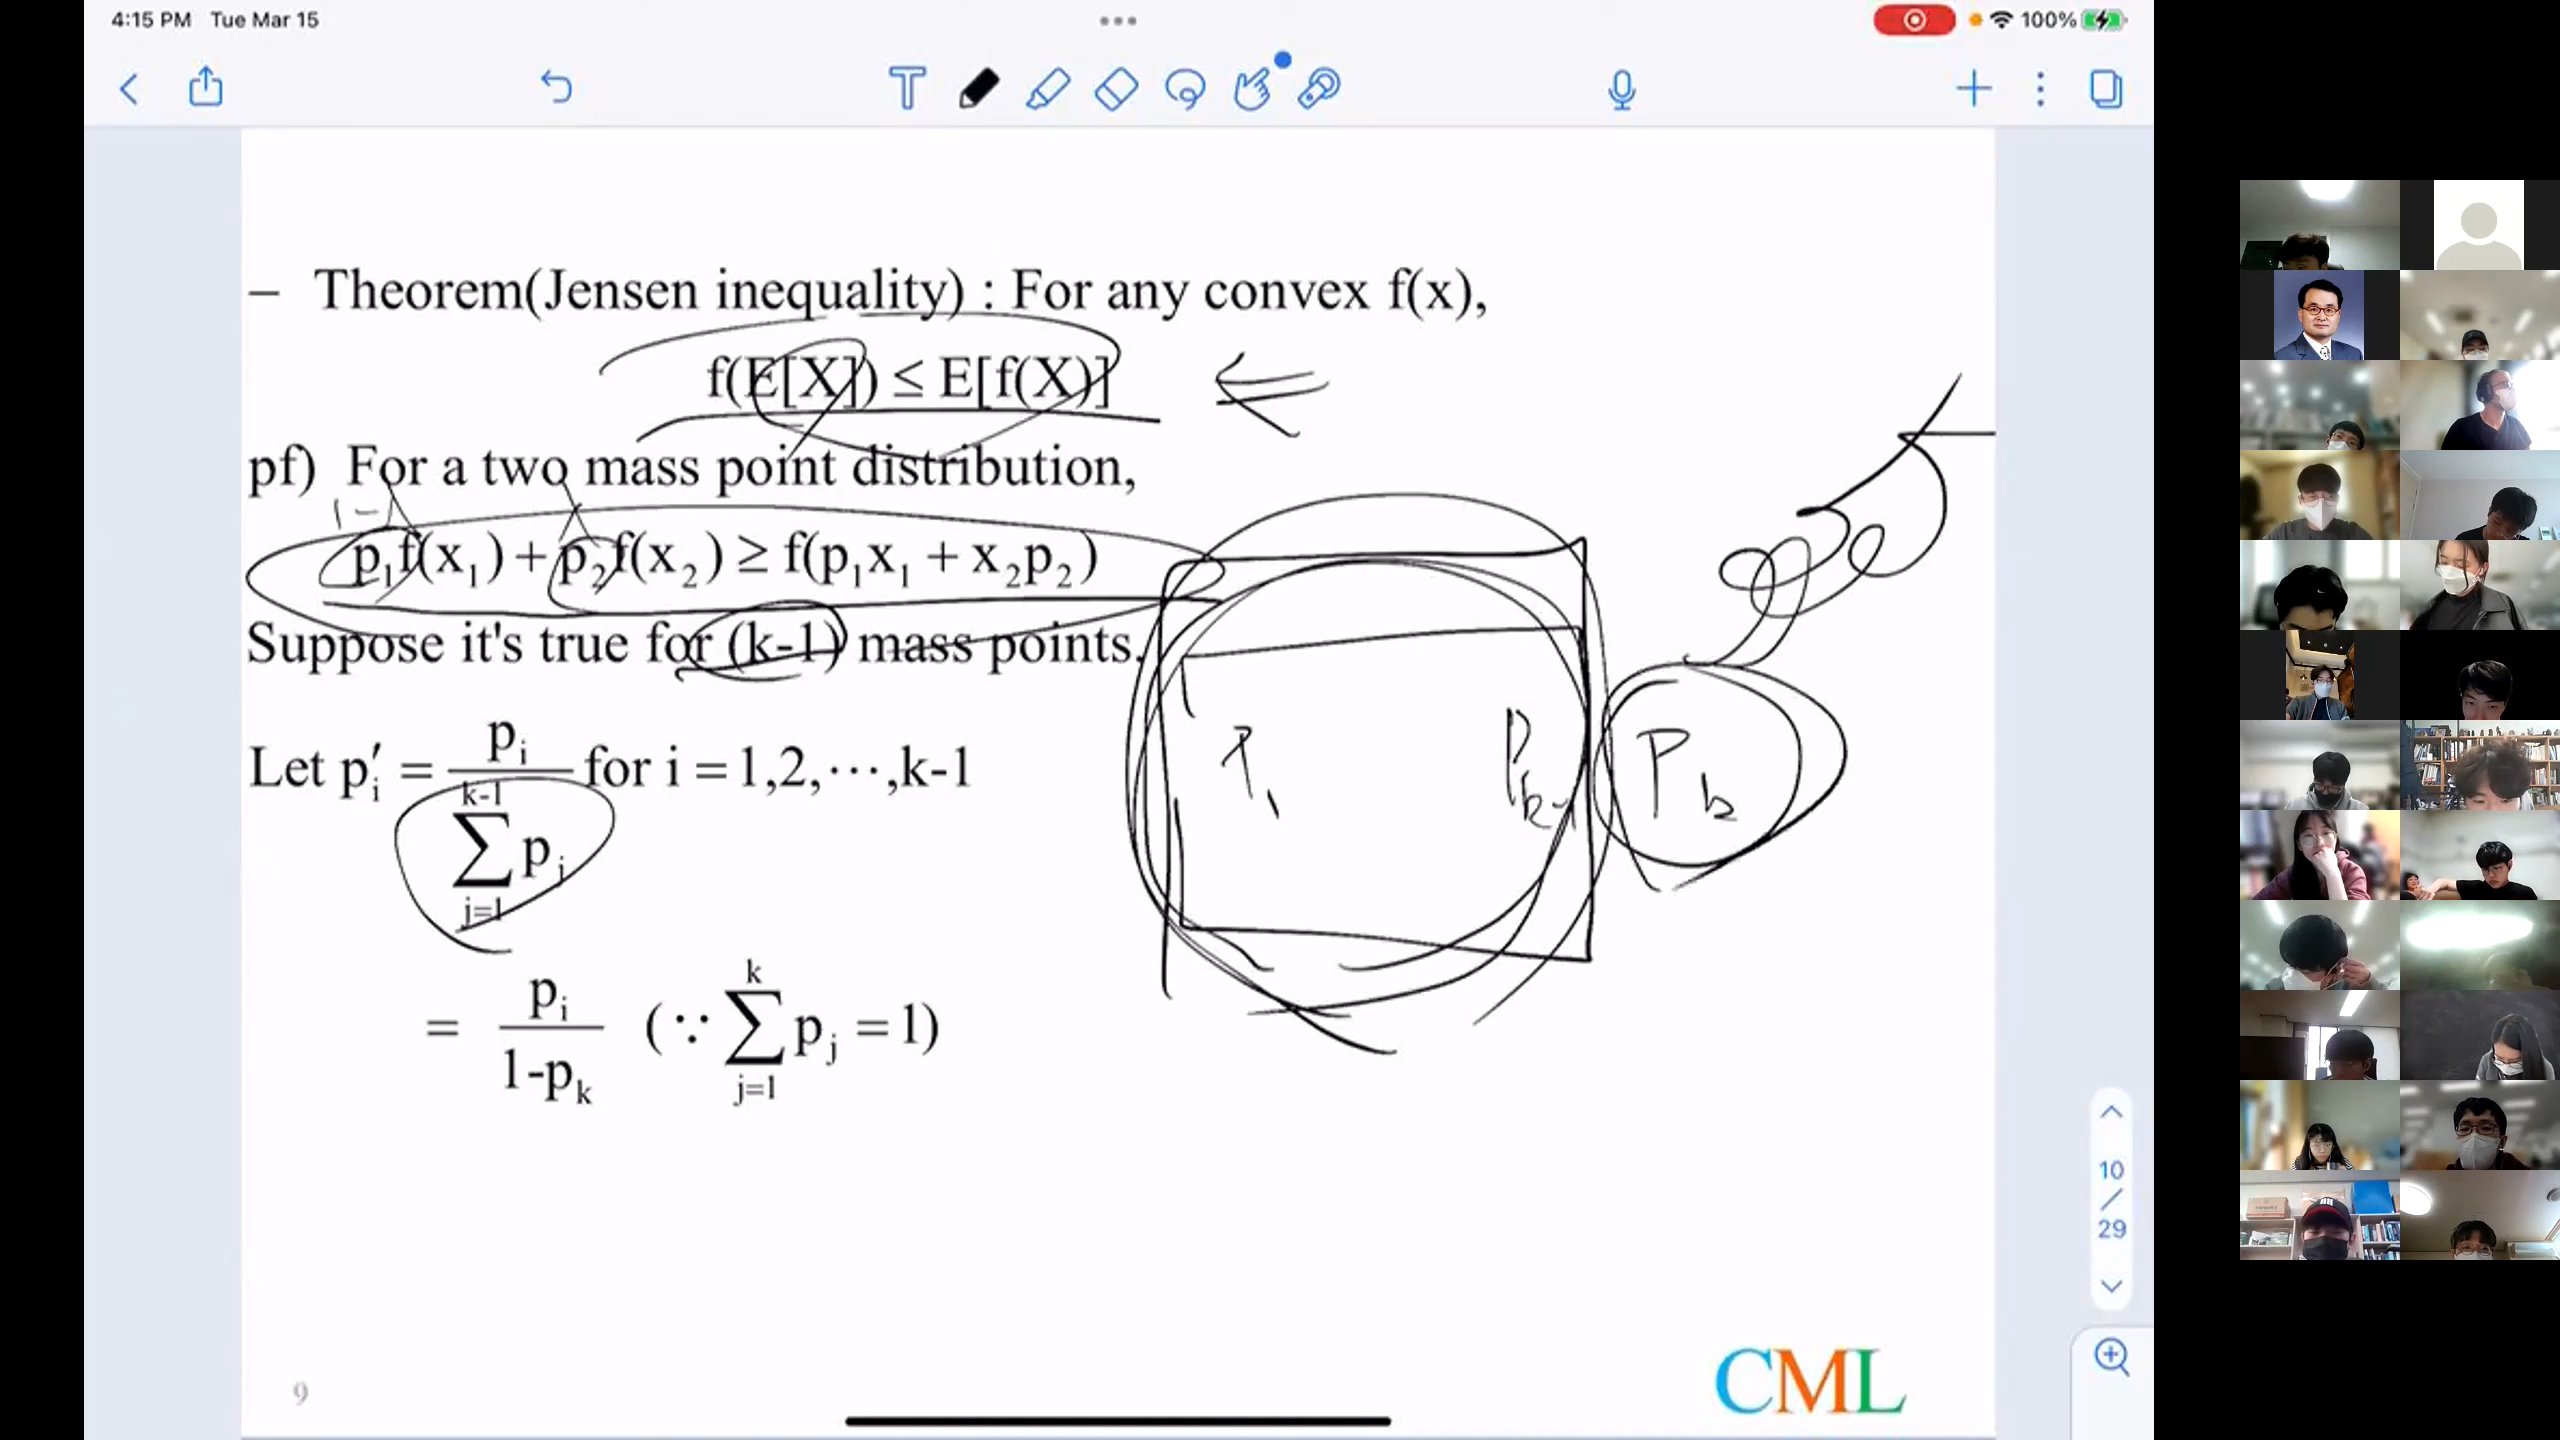 4:15 PM Tue Mar 15
100%
– Theorem(Jensen inequality) : For any convex f(x),
f(E[X]) ≤ E[f(X)]
pf) For a two mass point distribution,
1-λ λ
p₁f(x₁) + p₂f(x₂) ≥ f(p₁x₁ + x₂p₂)
Suppose it's true for (k-1) mass points.
Let p′ᵢ = pᵢ / ∑ⱼ₌₁ᵏ⁻¹ pⱼ for i = 1,2,⋯,k-1
P₁ Pₖ₋₁ Pₖ
= pᵢ / 1-pₖ (∵ ∑ⱼ₌₁ᵏ pⱼ = 1)
10
/
29
CML
9